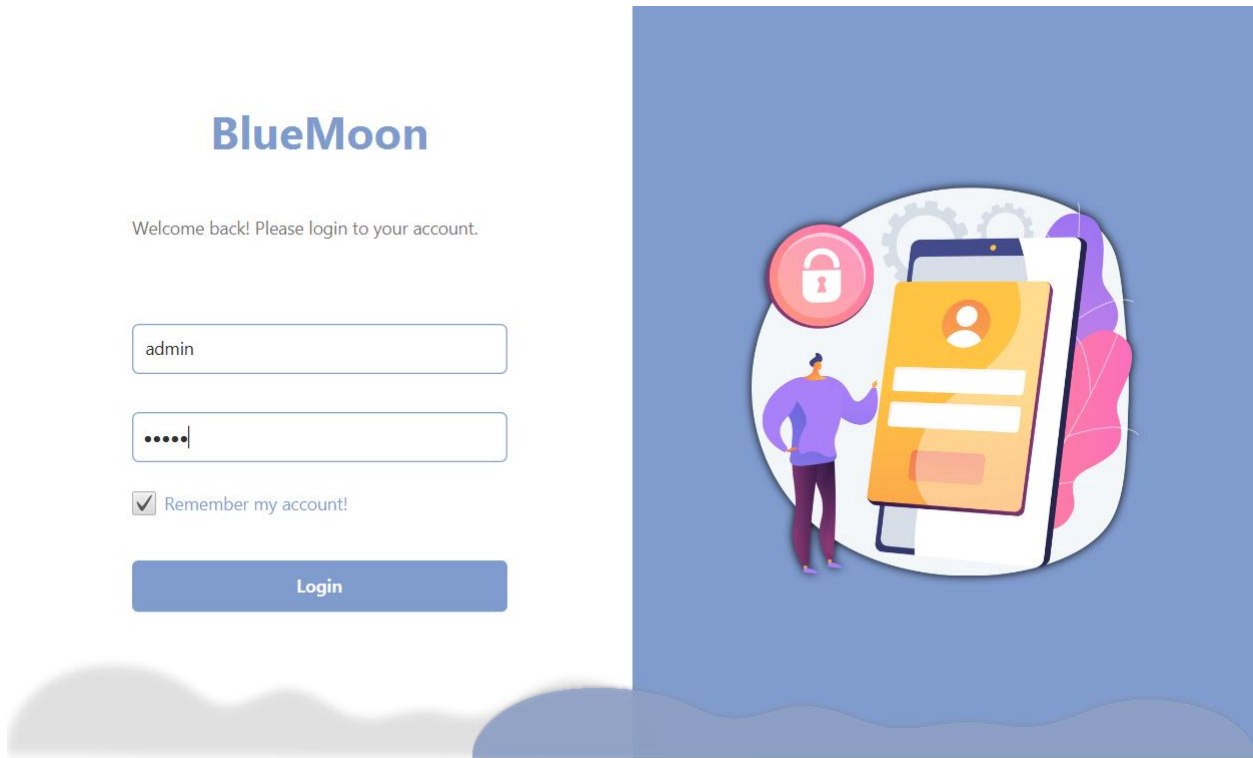 BlueMoon
Welcome back! Please login to your account.
admin
•••••
Remember my account!
Login